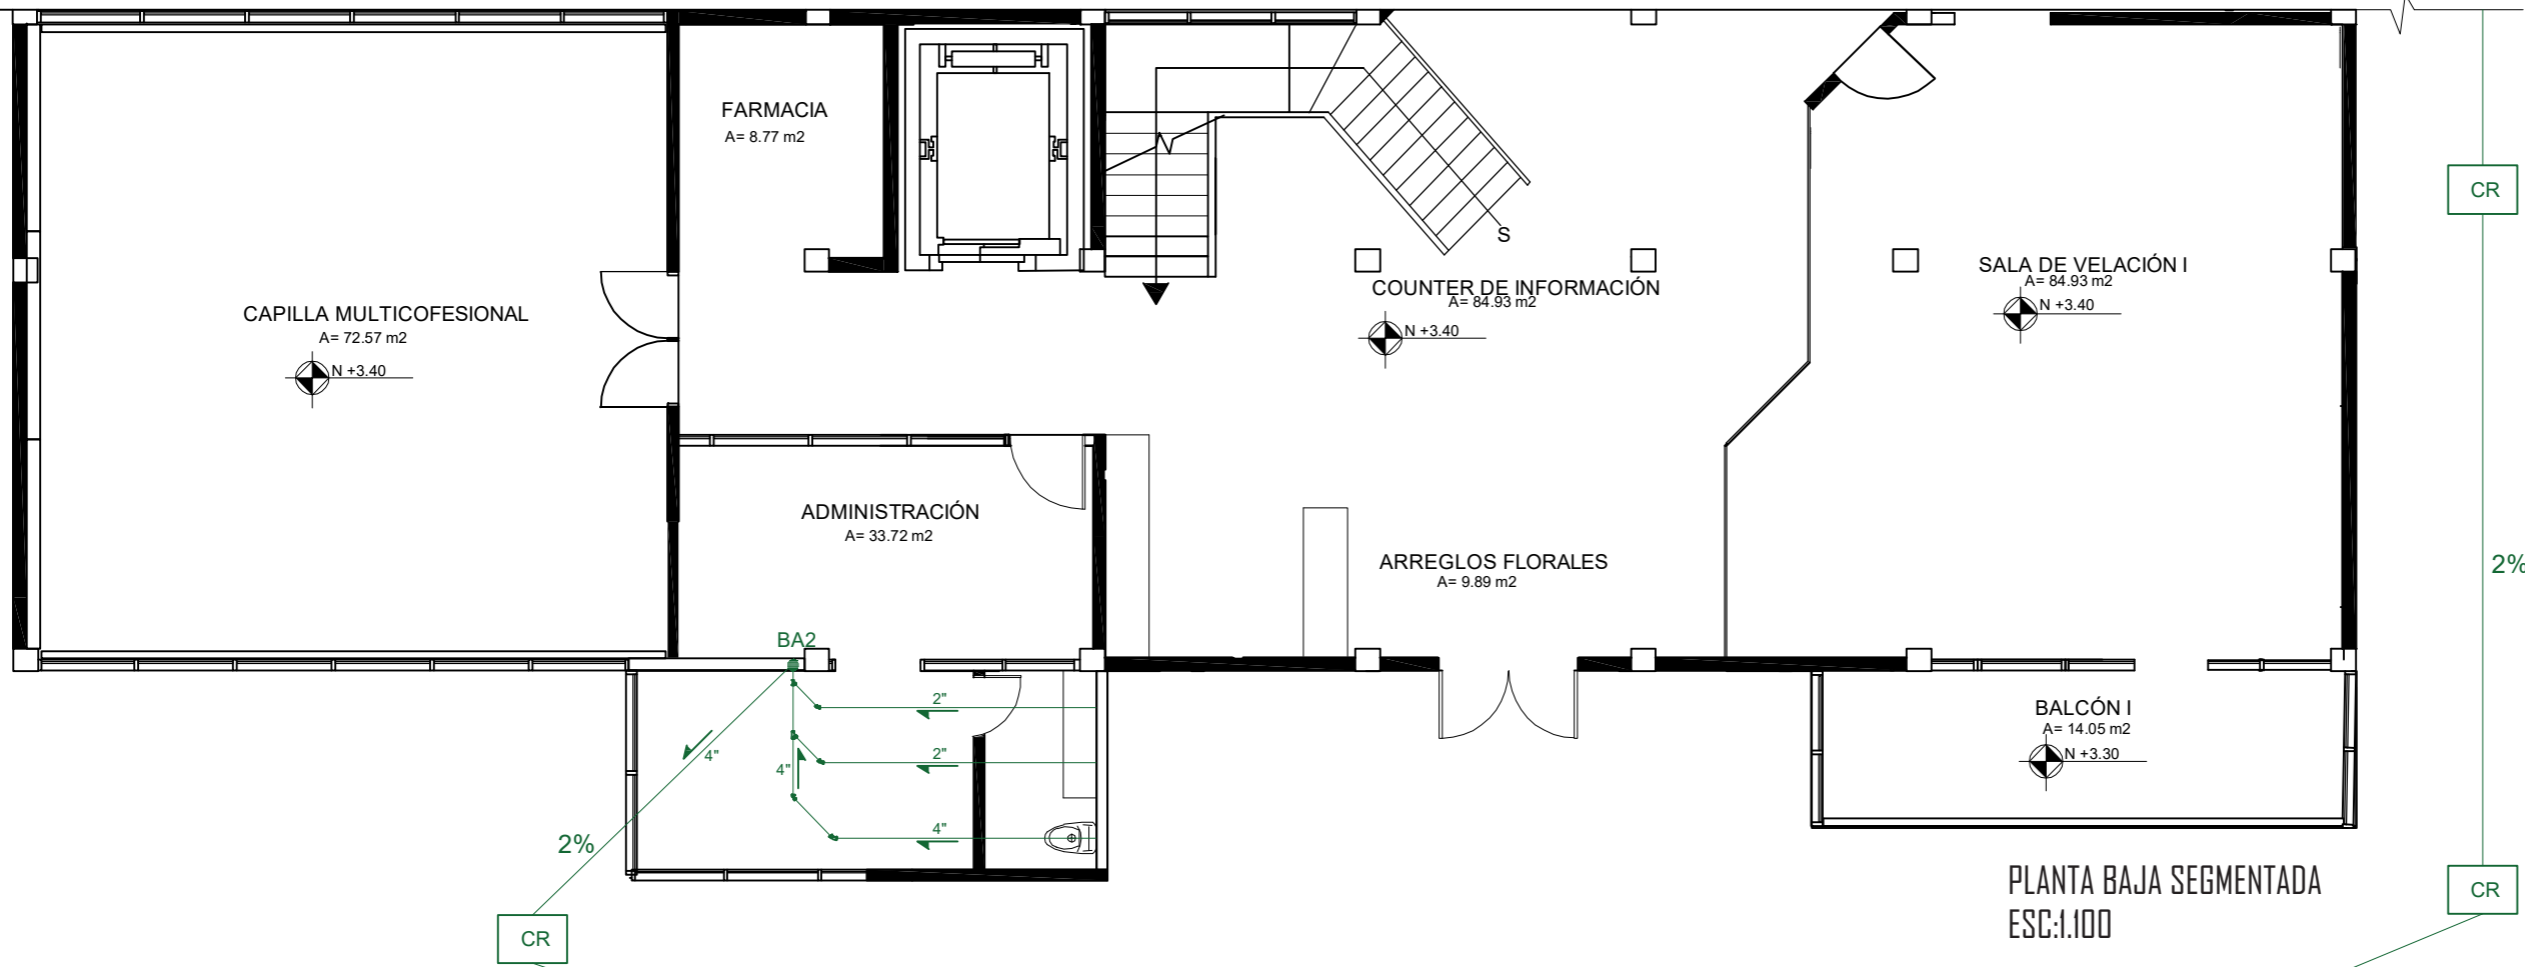 FARMACIA
A= 8.77 m2
CR
S
SALA DE VELACIÓN I
A= 84.93 m2
N +3.40
COUNTER DE INFORMACIÓN
A= 84.93 m2
N +3.40
CAPILLA MULTICOFESIONAL
A= 72.57 m2
N +3.40
ADMINISTRACIÓN
A= 33.72 m2
ARREGLOS FLORALES
A= 9.89 m2
2%
BA2
2"
2"
4"
4"
4"
2%
BALCÓN I
A= 14.05 m2
N +3.30
PLANTA BAJA SEGMENTADA
ESC:1.100
CR
CR